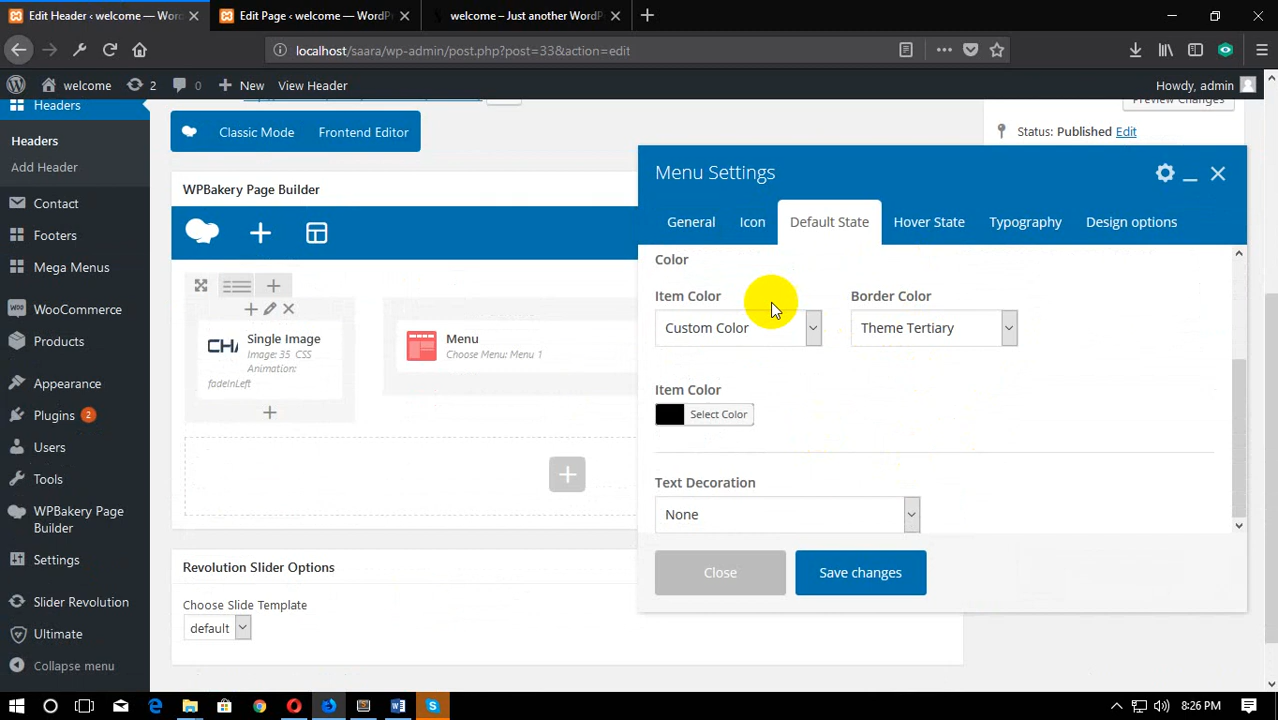 Edit Header ‹ welcome — Wor
Edit Page ‹ welcome — WordP
welcome – Just another WordP
localhost/saara/wp-admin/post.php?post=33&action=edit
welcome
2
0
New
View Header
Howdy, admin
Headers
Headers
Add Header
Contact
Footers
Mega Menus
WooCommerce
Products
Appearance
Plugins 2
Users
Tools
WPBakery Page
Builder
Settings
Slider Revolution
Ultimate
Collapse menu
Classic Mode
Frontend Editor
Preview Changes
Status: Published Edit
WPBakery Page Builder
CHA
Single Image
Image: 35 CSS
Animation:
fadeInLeft
Menu
Choose Menu: Menu 1
Revolution Slider Options
Choose Slide Template
default
Menu Settings
General
Icon
Default State
Hover State
Typography
Design options
Color
Item Color
Border Color
Custom Color
Theme Tertiary
Item Color
Select Color
Text Decoration
None
Close
Save changes
8:26 PM